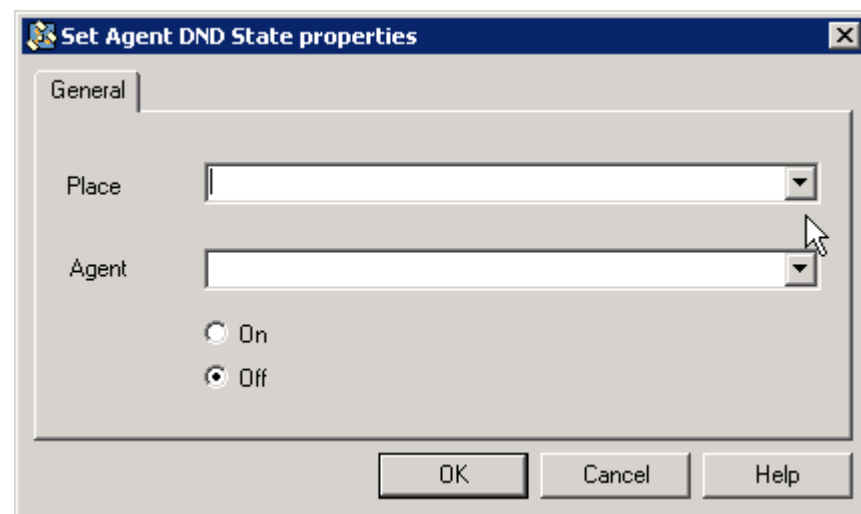 Set Agent DND State properties
General
Place
Agent
On
Off
OK Cancel Help